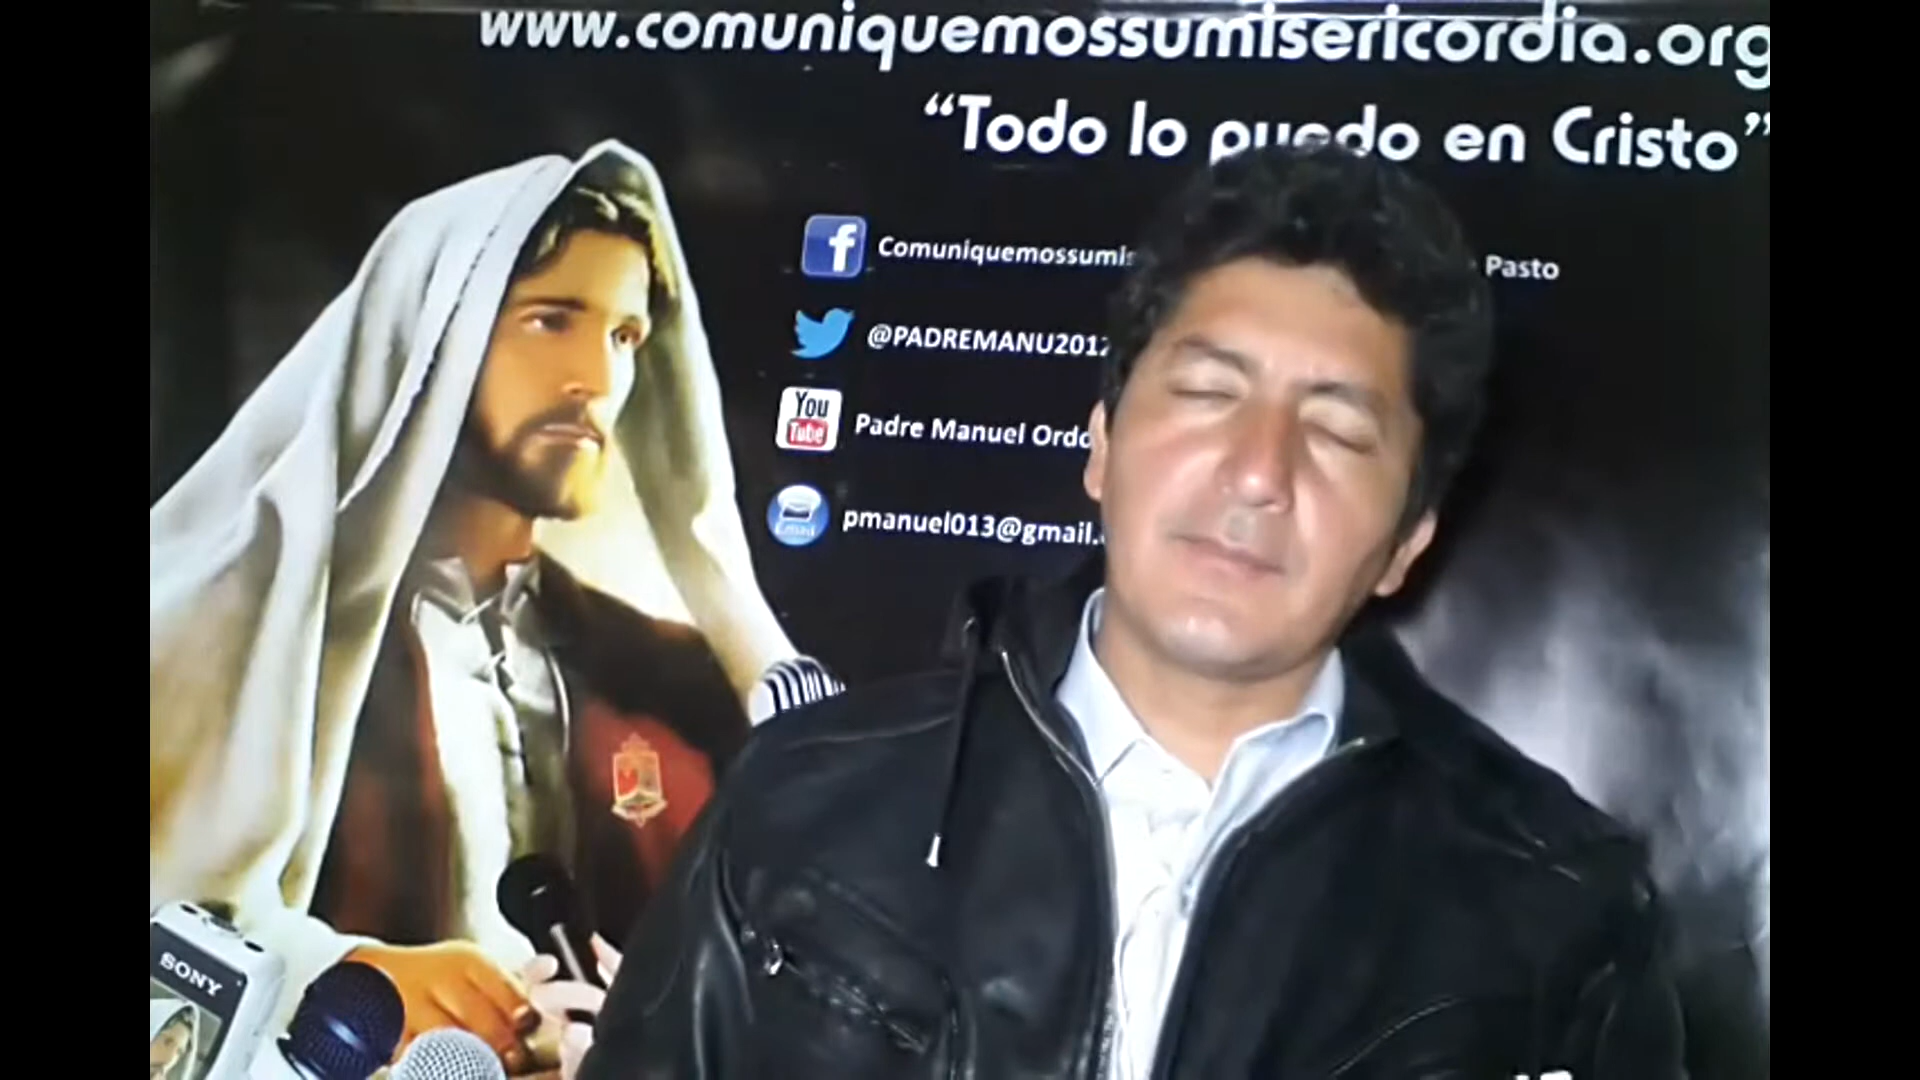 www.comuniquemossumisericordia.org
“Todo lo puedo en Cristo”
Comuniquemossumis Pasto
@PADREMANU2012
You
Tube
Padre Manuel Ordo
Email
pmanuel013@gmail.
SONY